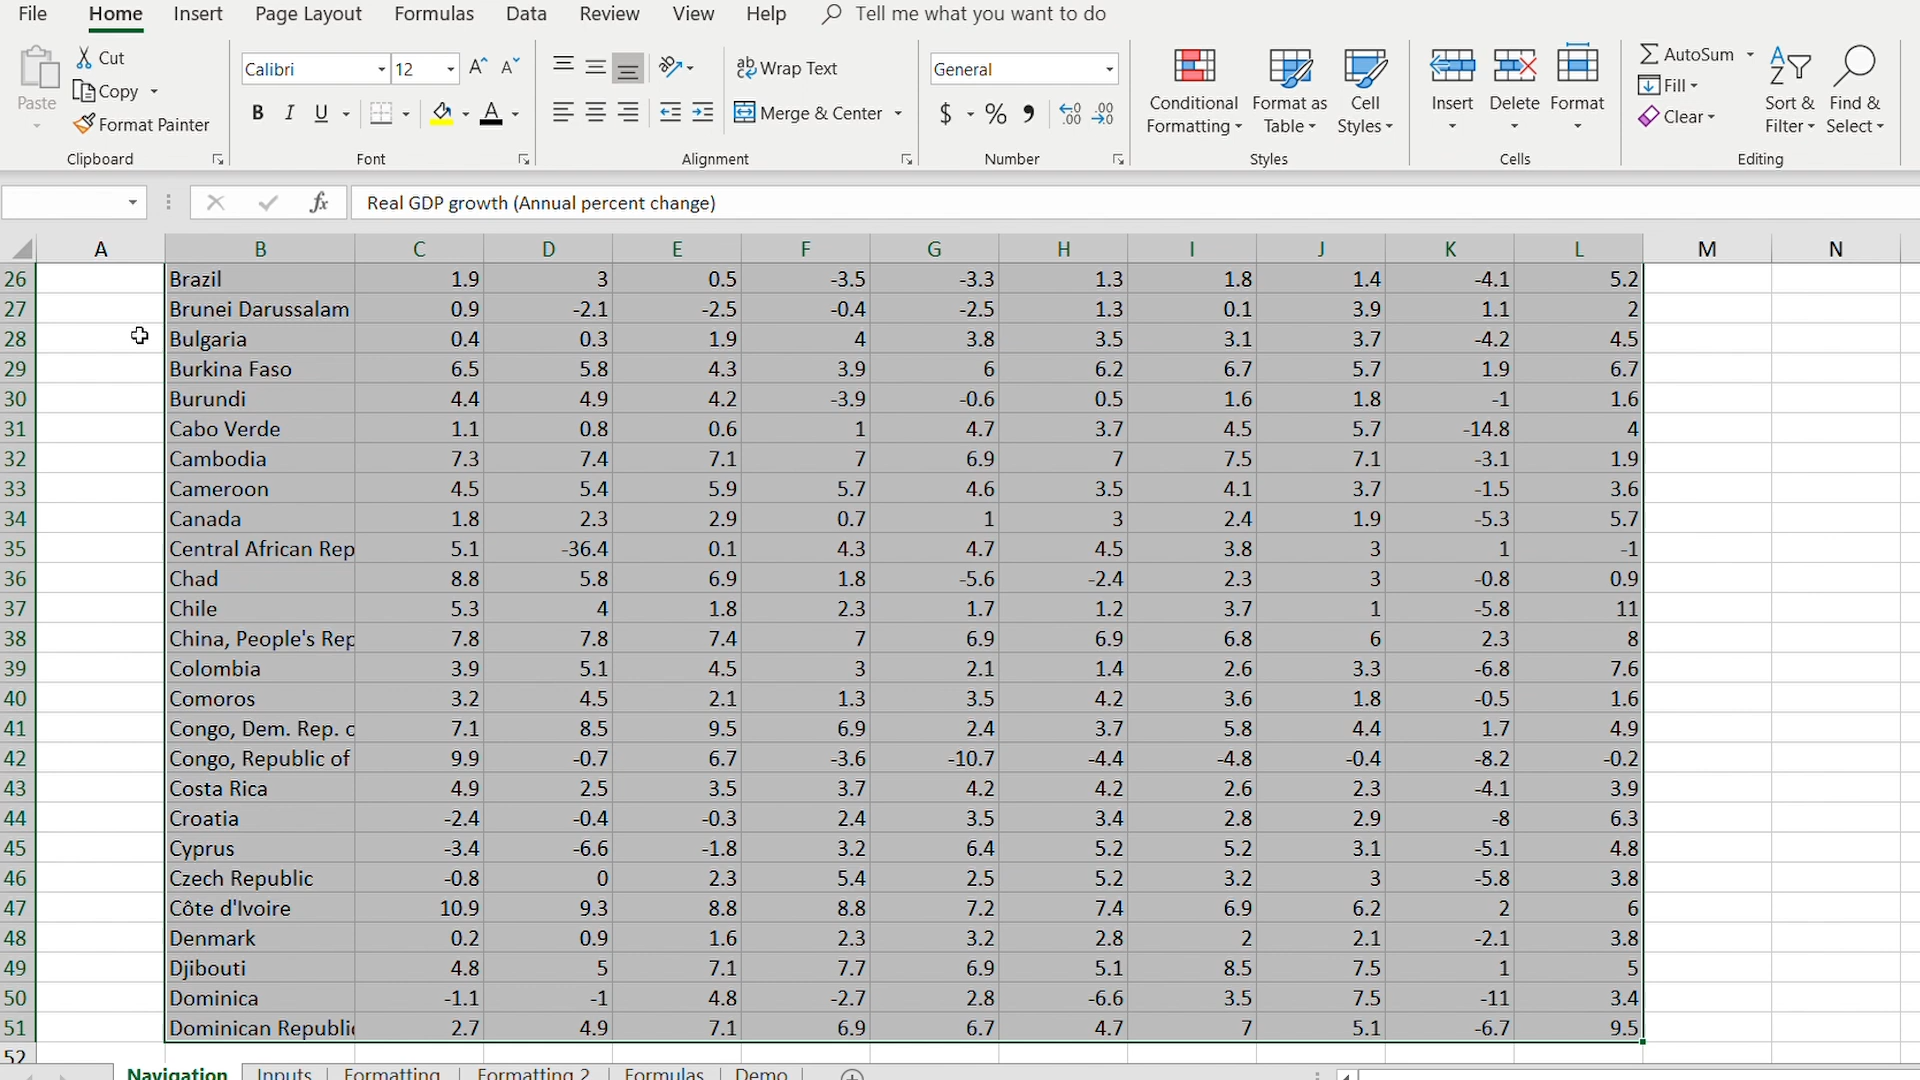 File Home Insert Page Layout Formulas Data Review View Help Tell me what you want to do
Paste Cut Copy Format Painter
Calibri 12 A^ Aˇ
B I U A
ab Wrap Text
Merge & Center
General
$ % , .00 .00
Conditional Formatting Format as Table Cell Styles
Insert Delete Format
AutoSum Fill Clear
Sort & Filter Find & Select
Clipboard Font Alignment Number Styles Cells Editing
fx Real GDP growth (Annual percent change)
A B C D E F G H I J K L M N
26 Brazil 1.9 3 0.5 -3.5 -3.3 1.3 1.8 1.4 -4.1 5.2
27 Brunei Darussalam 0.9 -2.1 -2.5 -0.4 -2.5 1.3 0.1 3.9 1.1 2
28 Bulgaria 0.4 0.3 1.9 4 3.8 3.5 3.1 3.7 -4.2 4.5
29 Burkina Faso 6.5 5.8 4.3 3.9 6 6.2 6.7 5.7 1.9 6.7
30 Burundi 4.4 4.9 4.2 -3.9 -0.6 0.5 1.6 1.8 -1 1.6
31 Cabo Verde 1.1 0.8 0.6 1 4.7 3.7 4.5 5.7 -14.8 4
32 Cambodia 7.3 7.4 7.1 7 6.9 7 7.5 7.1 -3.1 1.9
33 Cameroon 4.5 5.4 5.9 5.7 4.6 3.5 4.1 3.7 -1.5 3.6
34 Canada 1.8 2.3 2.9 0.7 1 3 2.4 1.9 -5.3 5.7
35 Central African Rep 5.1 -36.4 0.1 4.3 4.7 4.5 3.8 3 1 -1
36 Chad 8.8 5.8 6.9 1.8 -5.6 -2.4 2.3 3 -0.8 0.9
37 Chile 5.3 4 1.8 2.3 1.7 1.2 3.7 1 -5.8 11
38 China, People's Rep 7.8 7.8 7.4 7 6.9 6.9 6.8 6 2.3 8
39 Colombia 3.9 5.1 4.5 3 2.1 1.4 2.6 3.3 -6.8 7.6
40 Comoros 3.2 4.5 2.1 1.3 3.5 4.2 3.6 1.8 -0.5 1.6
41 Congo, Dem. Rep. o 7.1 8.5 9.5 6.9 2.4 3.7 5.8 4.4 1.7 4.9
42 Congo, Republic of 9.9 -0.7 6.7 -3.6 -10.7 -4.4 -4.8 -0.4 -8.2 -0.2
43 Costa Rica 4.9 2.5 3.5 3.7 4.2 4.2 2.6 2.3 -4.1 3.9
44 Croatia -2.4 -0.4 -0.3 2.4 3.5 3.4 2.8 2.9 -8 6.3
45 Cyprus -3.4 -6.6 -1.8 3.2 6.4 5.2 5.2 3.1 -5.1 4.8
46 Czech Republic -0.8 0 2.3 5.4 2.5 5.2 3.2 3 -5.8 3.8
47 Côte d'Ivoire 10.9 9.3 8.8 8.8 7.2 7.4 6.9 6.2 2 6
48 Denmark 0.2 0.9 1.6 2.3 3.2 2.8 2 2.1 -2.1 3.8
49 Djibouti 4.8 5 7.1 7.7 6.9 5.1 8.5 7.5 1 5
50 Dominica -1.1 -1 4.8 -2.7 2.8 -6.6 3.5 7.5 -11 3.4
51 Dominican Republic 2.7 4.9 7.1 6.9 6.7 4.7 7 5.1 -6.7 9.5
52
Navigation Inputs Formatting Formatting 2 Formulas Demo